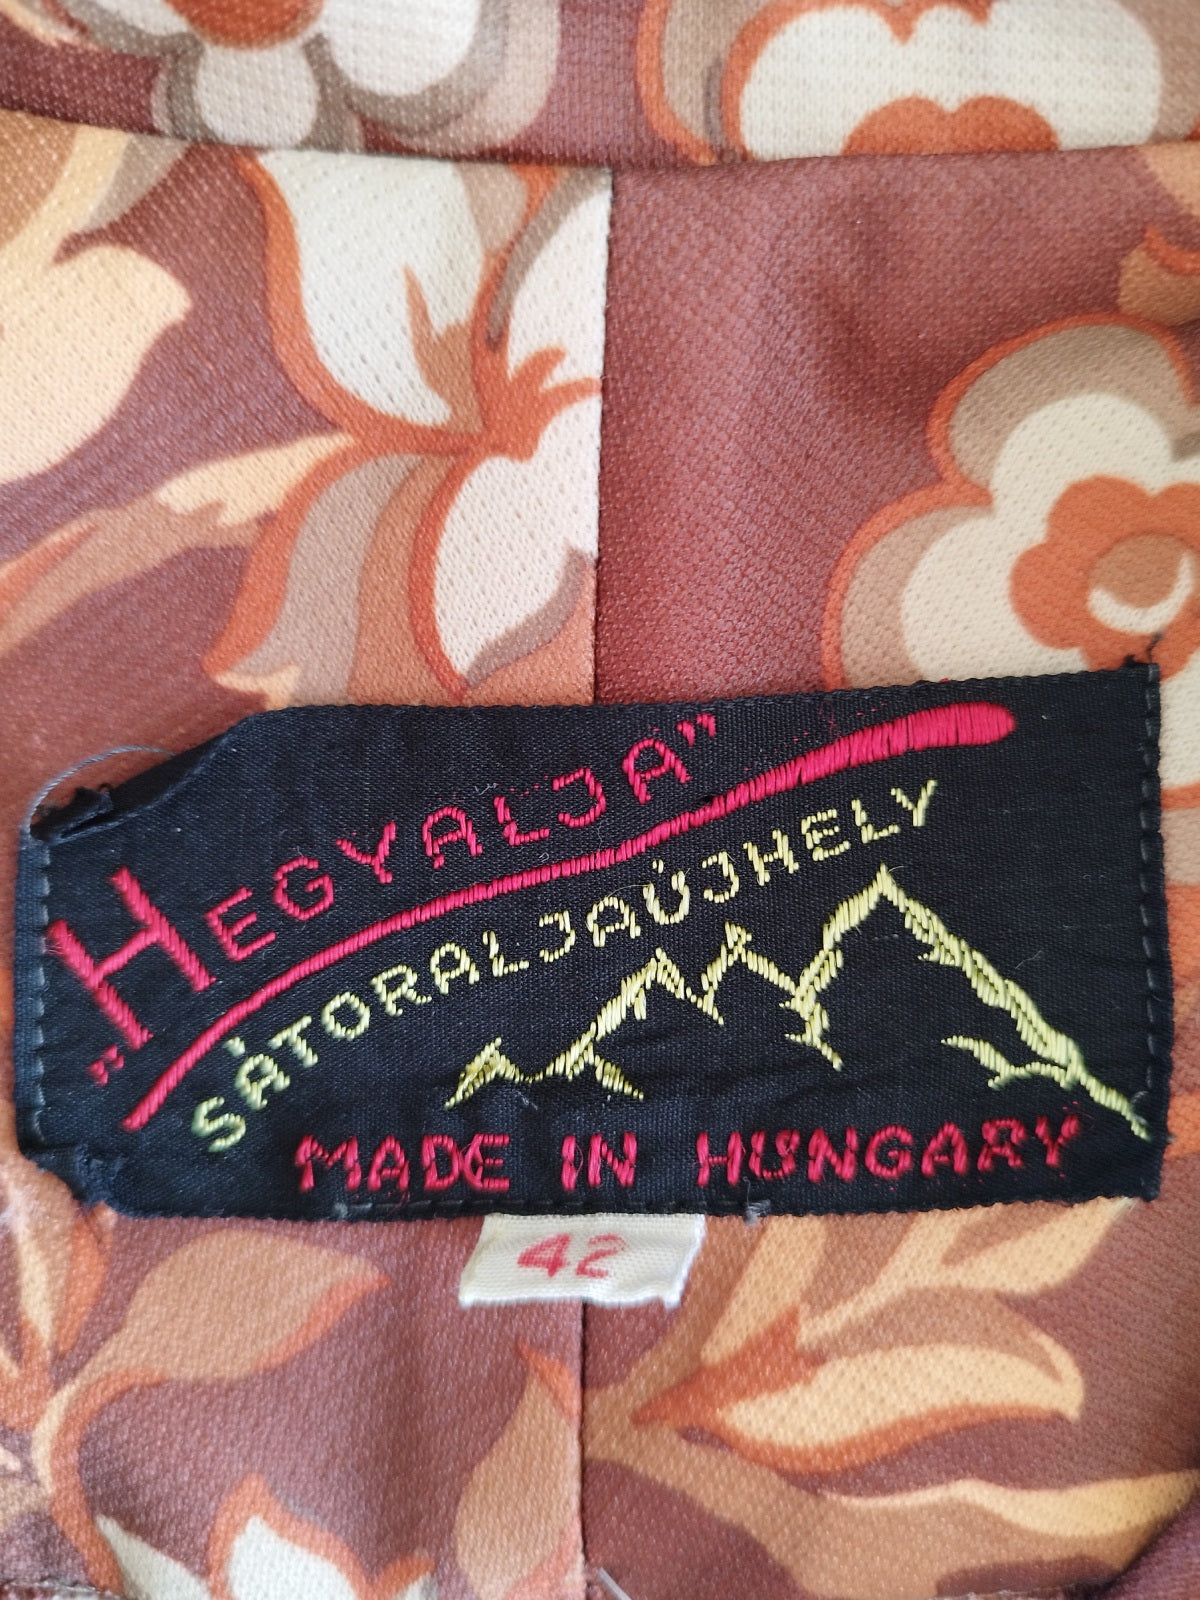 „HEGYALJA”
SÁTORALJAÚJHELY
MADE IN HUNGARY
42